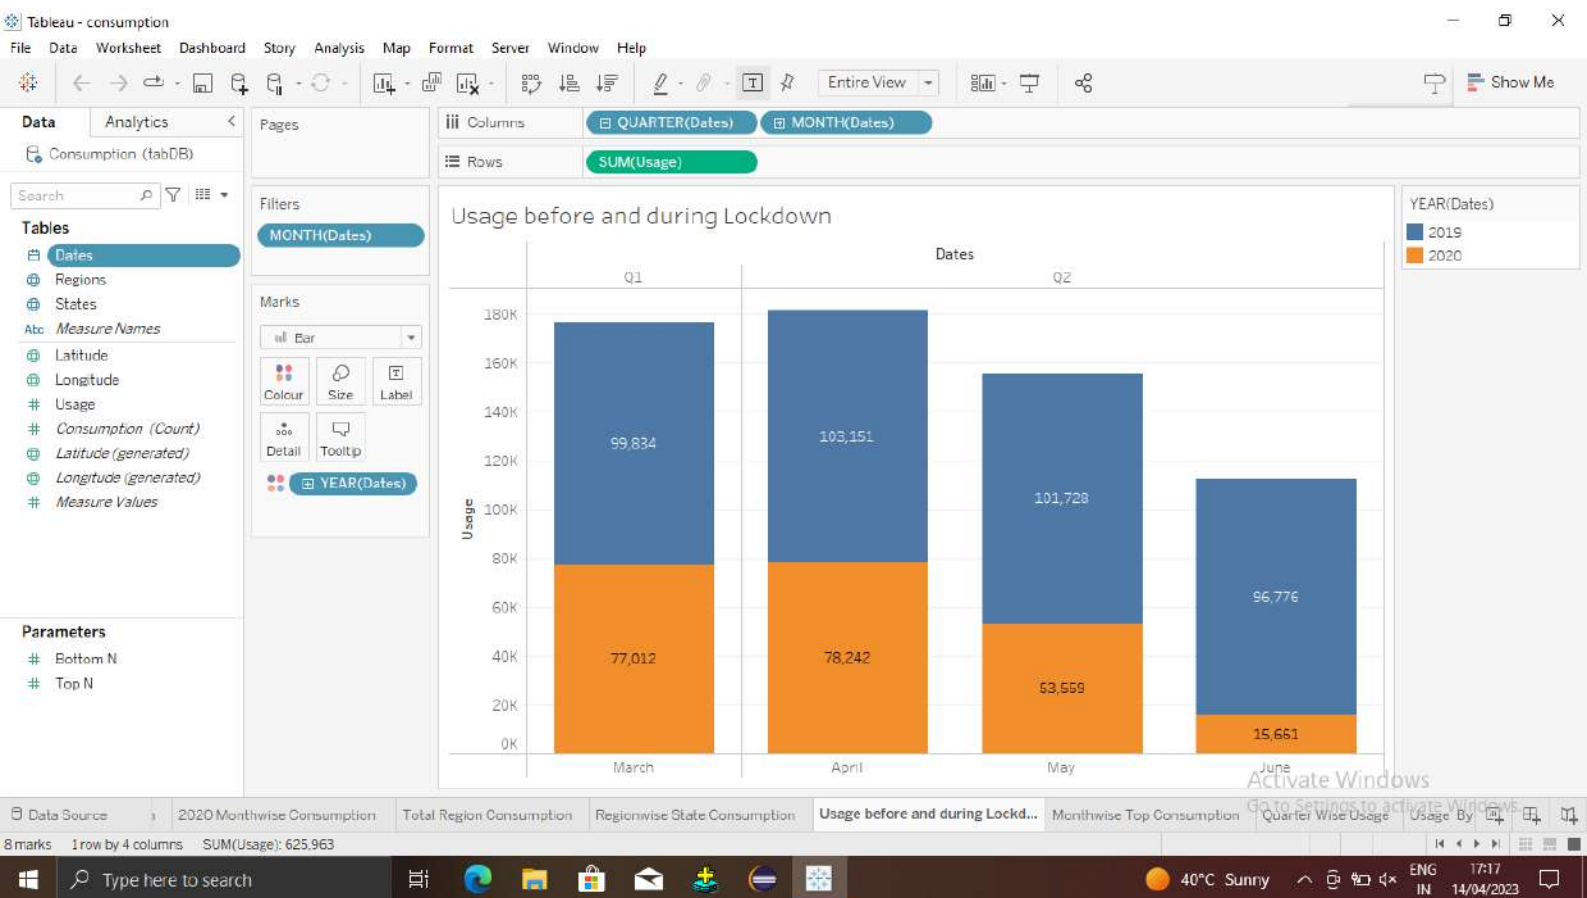 Tableau - consumption
File Data Worksheet Dashboard Story Analysis Map Format Server Window Help
Entire View
Show Me
Data Analytics
Consumption (tabDB)
Search
Tables
Dates
Regions
States
Abc Measure Names
Latitude
Longitude
# Usage
# Consumption (Count)
Latitude (generated)
Longitude (generated)
# Measure Values
Parameters
# Bottom N
# Top N
Pages
Filters
MONTH(Dates)
Marks
Bar
Colour Size Label
Detail Tooltip
YEAR(Dates)
Columns QUARTER(Dates) MONTH(Dates)
Rows SUM(Usage)
Usage before and during Lockdown
Dates
Q1 Q2
Usage
180K
160K
140K
120K
100K
80K
60K
40K
20K
0K
99,834 103,151 101,728 96,776
77,012 78,242 53,559 15,661
March April May June
YEAR(Dates)
2019
2020
Activate Windows
Go to Settings to activate Windows.
Data Source 2020 Monthwise Consumption Total Region Consumption Regionwise State Consumption Usage before and during Lockd... Monthwise Top Consumption Quarter Wise Usage Usage By
8 marks 1 row by 4 columns SUM(Usage): 625,963
Type here to search
40°C Sunny
ENG
IN
17:17
14/04/2023